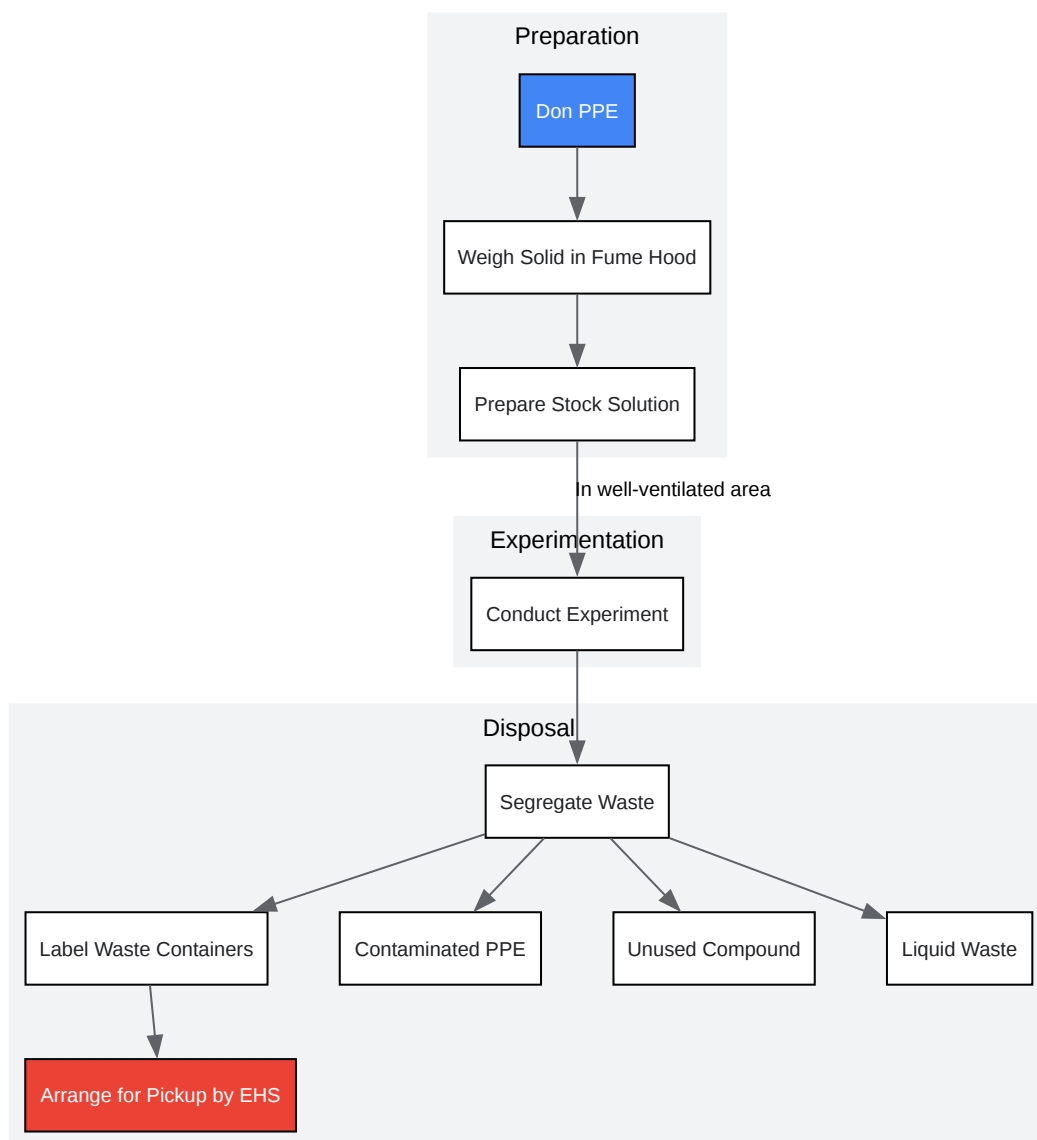 Preparation
Don PPE
Weigh Solid in Fume Hood
Prepare Stock Solution
In well-ventilated area
Experimentation
Conduct Experiment
Disposal
Segregate Waste
Label Waste Containers
Contaminated PPE
Unused Compound
Liquid Waste
Arrange for Pickup by EHS